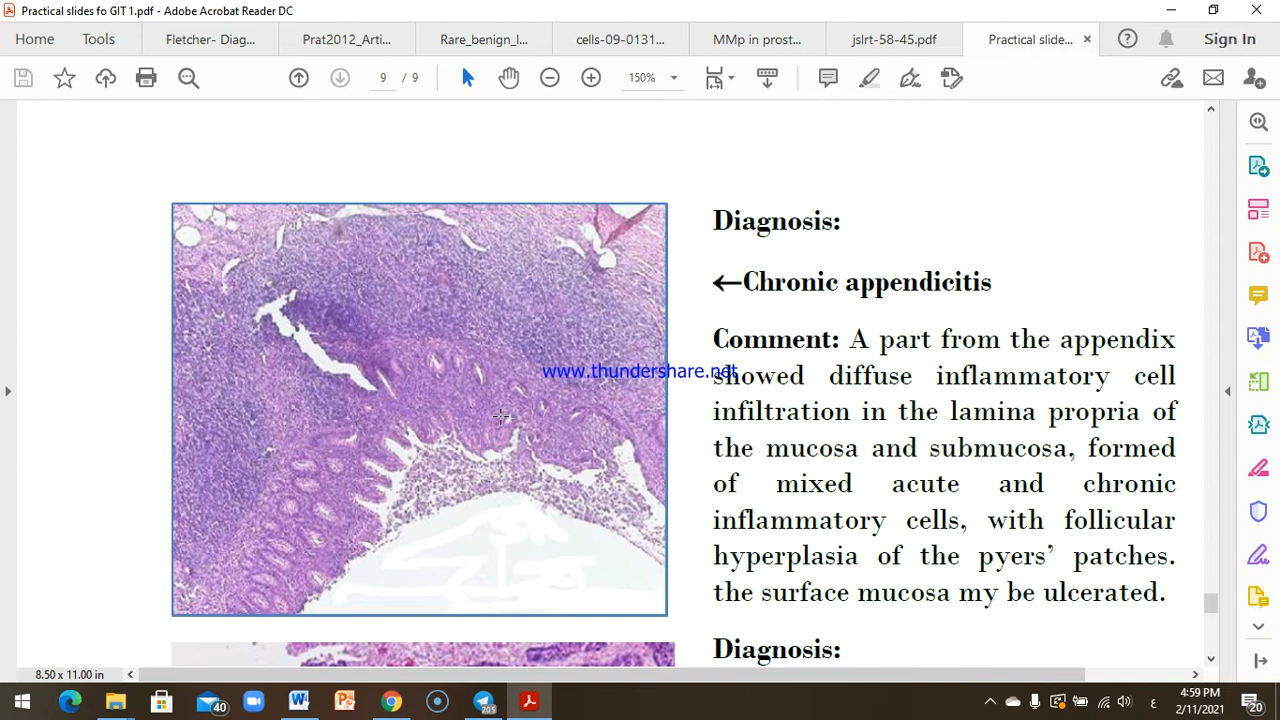 Practical slides fo GIT 1.pdf - Adobe Acrobat Reader DC
Home Tools Fletcher- Diag... Prat2012_Arti... Rare_benign_l... cells-09-0131... MMp in prost... jslrt-58-45.pdf Practical slide... × Sign In
9 / 9 150%
Diagnosis:
←Chronic appendicitis
Comment: A part from the appendix
www.thundershare.net
showed diffuse inflammatory cell
infiltration in the lamina propria of
the mucosa and submucosa, formed
of mixed acute and chronic
inflammatory cells, with follicular
hyperplasia of the pyers’ patches.
the surface mucosa my be ulcerated.
Diagnosis:
8.50 x 11.00 in
40
205
ع
4:59 PM
2/11/2021
20